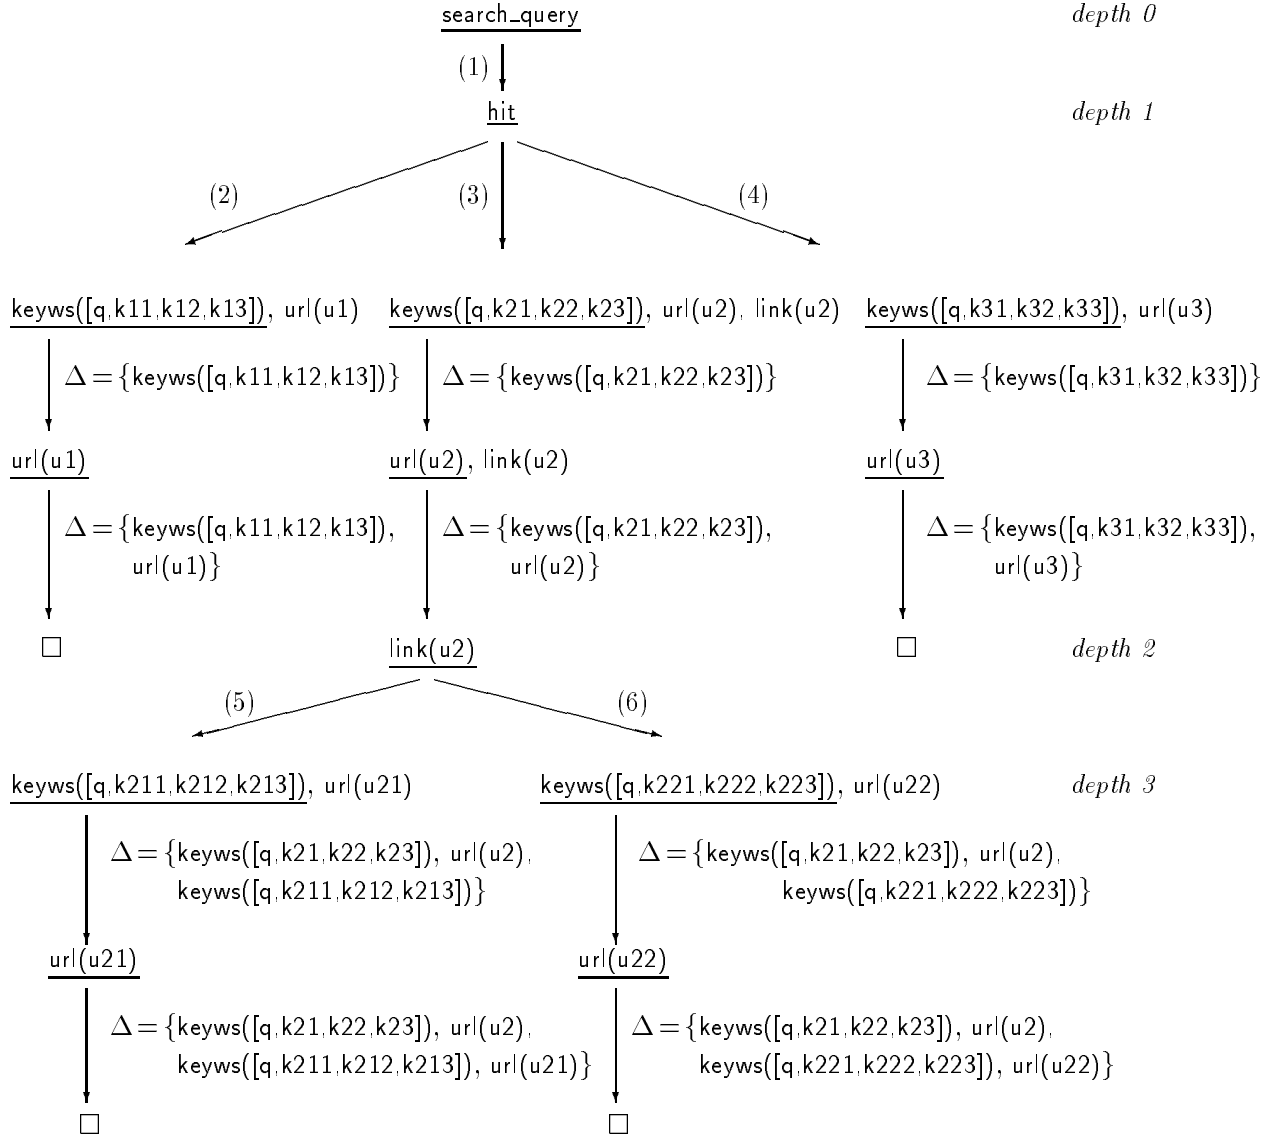 search_query depth 0
(1)
hit depth 1
(2) (3) (4)
keyws([q,k11,k12,k13]), url(u1) keyws([q,k21,k22,k23]), url(u2), link(u2) keyws([q,k31,k32,k33]), url(u3)
Δ={keyws([q,k11,k12,k13])} Δ={keyws([q,k21,k22,k23])} Δ={keyws([q,k31,k32,k33])}
url(u1) url(u2), link(u2) url(u3)
Δ={keyws([q,k11,k12,k13]), Δ={keyws([q,k21,k22,k23]), Δ={keyws([q,k31,k32,k33]),
url(u1)} url(u2)} url(u3)}
□ link(u2) □ depth 2
(5) (6)
keyws([q,k211,k212,k213]), url(u21) keyws([q,k221,k222,k223]), url(u22) depth 3
Δ={keyws([q,k21,k22,k23]), url(u2), Δ={keyws([q,k21,k22,k23]), url(u2),
keyws([q,k211,k212,k213])} keyws([q,k221,k222,k223])}
url(u21) url(u22)
Δ={keyws([q,k21,k22,k23]), url(u2), Δ={keyws([q,k21,k22,k23]), url(u2),
keyws([q,k211,k212,k213]), url(u21)} keyws([q,k221,k222,k223]), url(u22)}
□ □